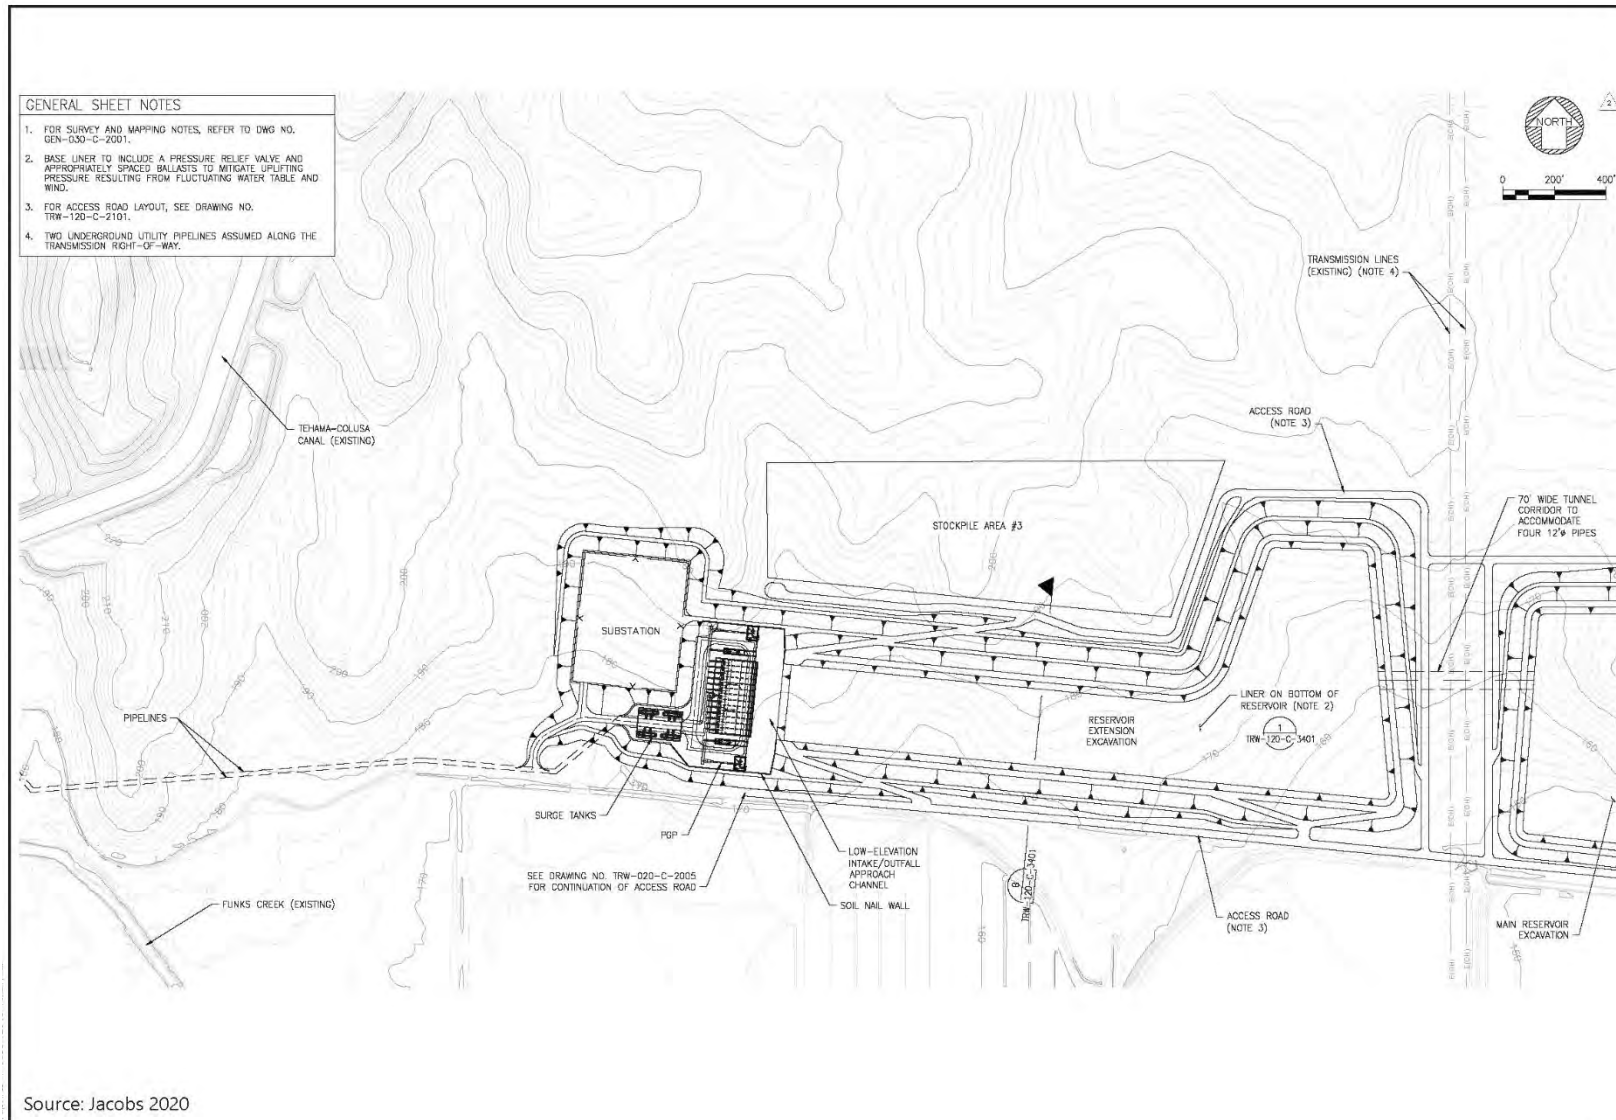 GENERAL SHEET NOTES
1. FOR SURVEY AND MAPPING NOTES, REFER TO DWG NO.
GEN-030-C-2001.
2. BASE LINER TO INCLUDE A PRESSURE RELIEF VALVE AND
APPROPRIATELY SPACED BALLASTS TO MITIGATE UPLIFTING
PRESSURE RESULTING FROM FLUCTUATING WATER TABLE AND
WIND.
3. FOR ACCESS ROAD LAYOUT, SEE DRAWING NO.
TRW-120-C-2101.
4. TWO UNDERGROUND UTILITY PIPELINES ASSUMED ALONG THE
TRANSMISSION RIGHT-OF-WAY.
NORTH
2
0 200' 400'
TRANSMISSION LINES
(EXISTING) (NOTE 4)
TEHAMA-COLUSA
CANAL (EXISTING)
ACCESS ROAD
(NOTE 3)
70' WIDE TUNNEL
CORRIDOR TO
ACCOMMODATE
FOUR 12'ø PIPES
STOCKPILE AREA #3
SUBSTATION
PIPELINES
LINER ON BOTTOM OF
RESERVOIR (NOTE 2)
1
TRW-120-C-3401
RESERVOIR
EXTENSION
EXCAVATION
SURGE TANKS
PGP
LOW-ELEVATION
INTAKE/OUTFALL
APPROACH
CHANNEL
SEE DRAWING NO. TRW-020-C-2005
FOR CONTINUATION OF ACCESS ROAD
SOIL NAIL WALL
B
TRW-120-C-3401
FUNKS CREEK (EXISTING)
ACCESS ROAD
(NOTE 3)
MAIN RESERVOIR
EXCAVATION
Source: Jacobs 2020